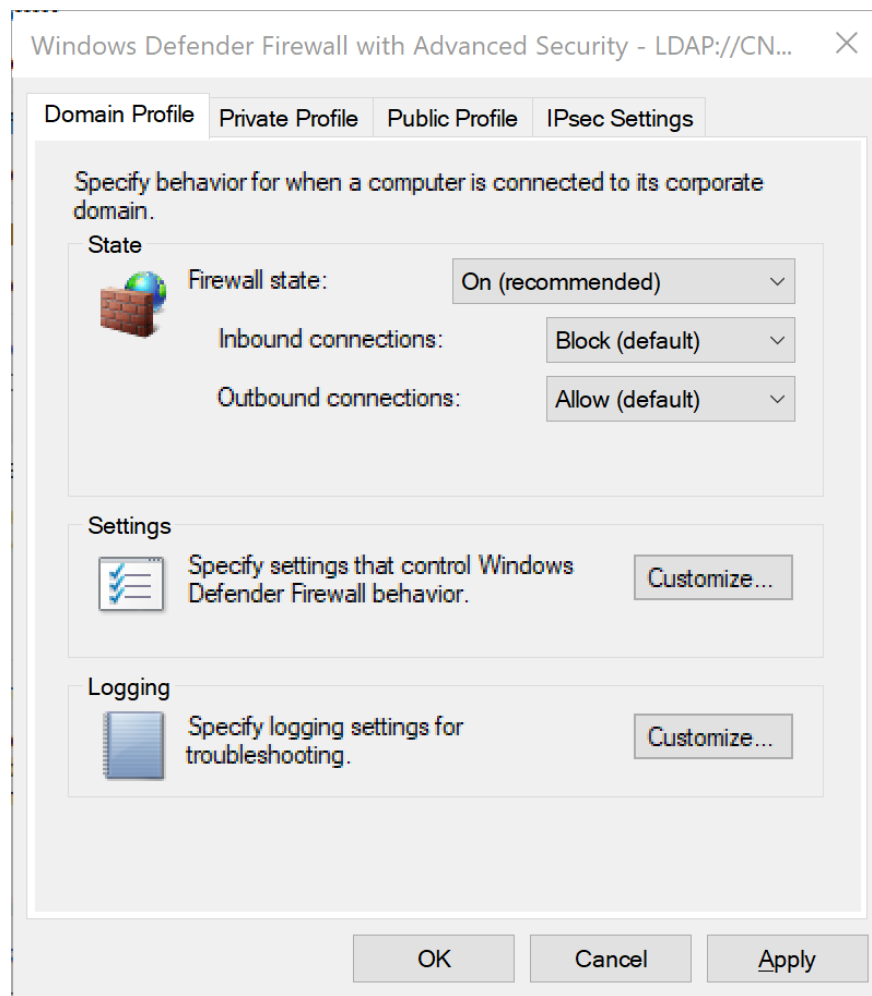 Windows Defender Firewall with Advanced Security - LDAP://CN...
Domain Profile
Private Profile
Public Profile
IPsec Settings
Specify behavior for when a computer is connected to its corporate
domain.
State
Firewall state:
On (recommended)
Inbound connections:
Block (default)
Outbound connections:
Allow (default)
Settings
Specify settings that control Windows
Defender Firewall behavior.
Customize...
Logging
Specify logging settings for
troubleshooting.
Customize...
OK
Cancel
Apply